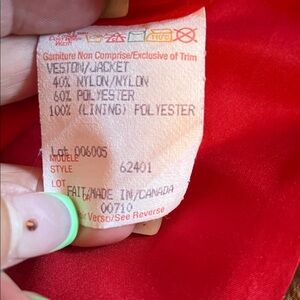 Garniture Non Comprise/Exclusive of Trim
VESTON/JACKET
40% NYLON/NYLON
60% POLYESTER
100% (LINING) POLYESTER
Lot 006005
MODELE
STYLE 62401
LOT
FAIT/MADE IN/CANADA
00710
Verso/See Reverse